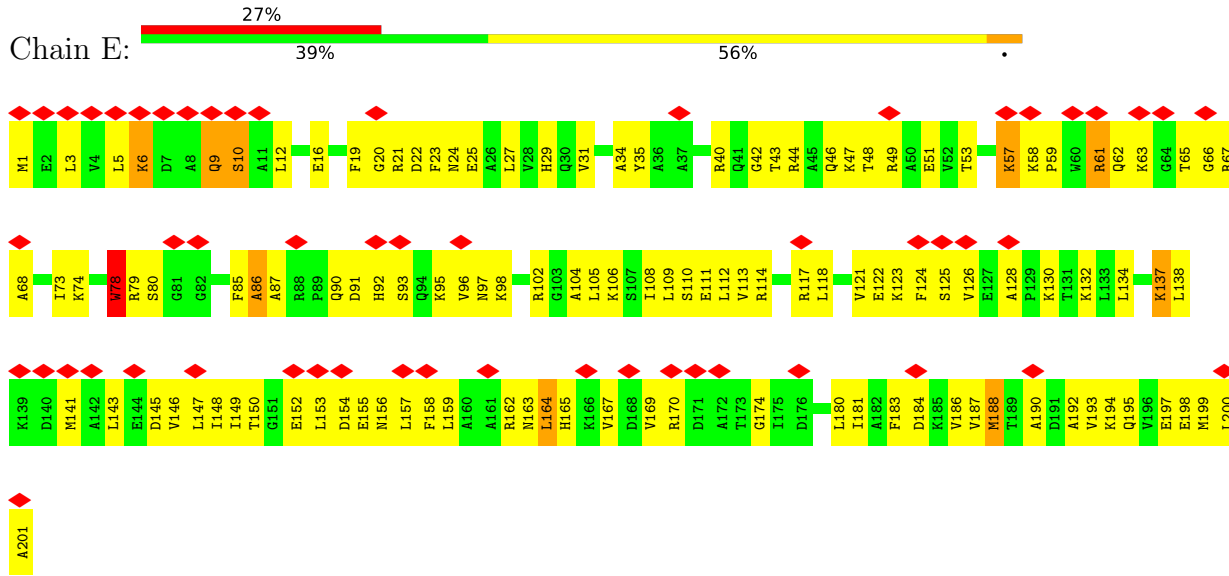 27%
Chain E:
39% 56% •
M1 E2 L3 V4 L5 K6 D7 A8 Q9 S10 A11 L12 E16 F19 G20 R21 D22 F23 N24 E25 A26 L27 V28 H29 Q30 V31 A34 Y35 A36 A37 R40 Q41 G42 T43 R44 A45 Q46 K47 T48 R49 A50 E51 V52 T53 K57 K58 P59 W60 R61 Q62 K63 G64 T65 G66 R67
A68 I73 K74 W78 R79 S80 G81 G82 F85 A86 A87 R88 P89 Q90 D91 H92 S93 Q94 K95 V96 N97 K98 R102 G103 A104 L105 K106 S107 I108 L109 S110 E111 L112 V113 R114 R117 L118 V121 E122 K123 F124 S125 V126 E127 A128 P129 K130 T131 K132 L133 L134 K137 L138
K139 D140 M141 A142 L143 E144 D145 V146 L147 I148 I149 T150 G151 E152 L153 D154 E155 N156 L157 F158 L159 A160 A161 R162 N163 L164 H165 K166 V167 D168 V169 R170 D171 A172 T173 G174 I175 D176 L180 I181 A182 F183 D184 K185 V186 V187 M188 T189 A190 D191 A192 V193 K194 Q195 V196 E197 E198 M199 L200
A201